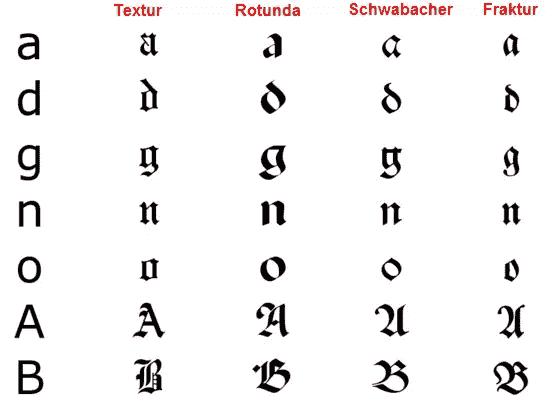 Textur Rotunda Schwabacher Fraktur
a a a a a
d d d d d
g g g g g
n n n n n
o o o o o
A A A A A
B B B B B